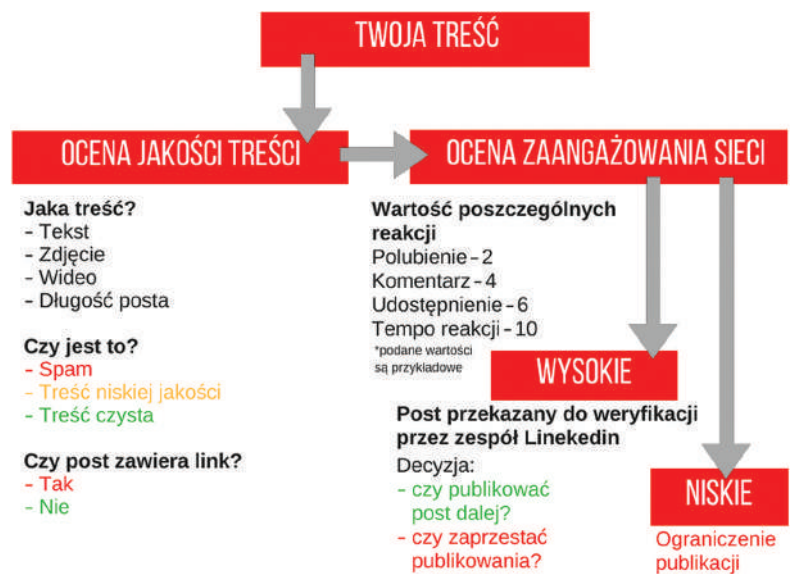 TWOJA TREŚĆ
OCENA JAKOŚCI TREŚCI
Jaka treść?
- Tekst
- Zdjęcie
- Wideo
- Długość posta
Czy jest to?
- Spam
- Treść niskiej jakości
- Treść czysta
Czy post zawiera link?
- Tak
- Nie
OCENA ZAANGAŻOWANIA SIECI
Wartość poszczególnych
reakcji
Polubienie - 2
Komentarz - 4
Udostępnienie - 6
Tempo reakcji - 10
*podane wartości
są przykładowe
WYSOKIE
Post przekazany do weryfikacji
przez zespół Linekedin
Decyzja:
- czy publikować
post dalej?
- czy zaprzestać
publikowania?
NISKIE
Ograniczenie
publikacji